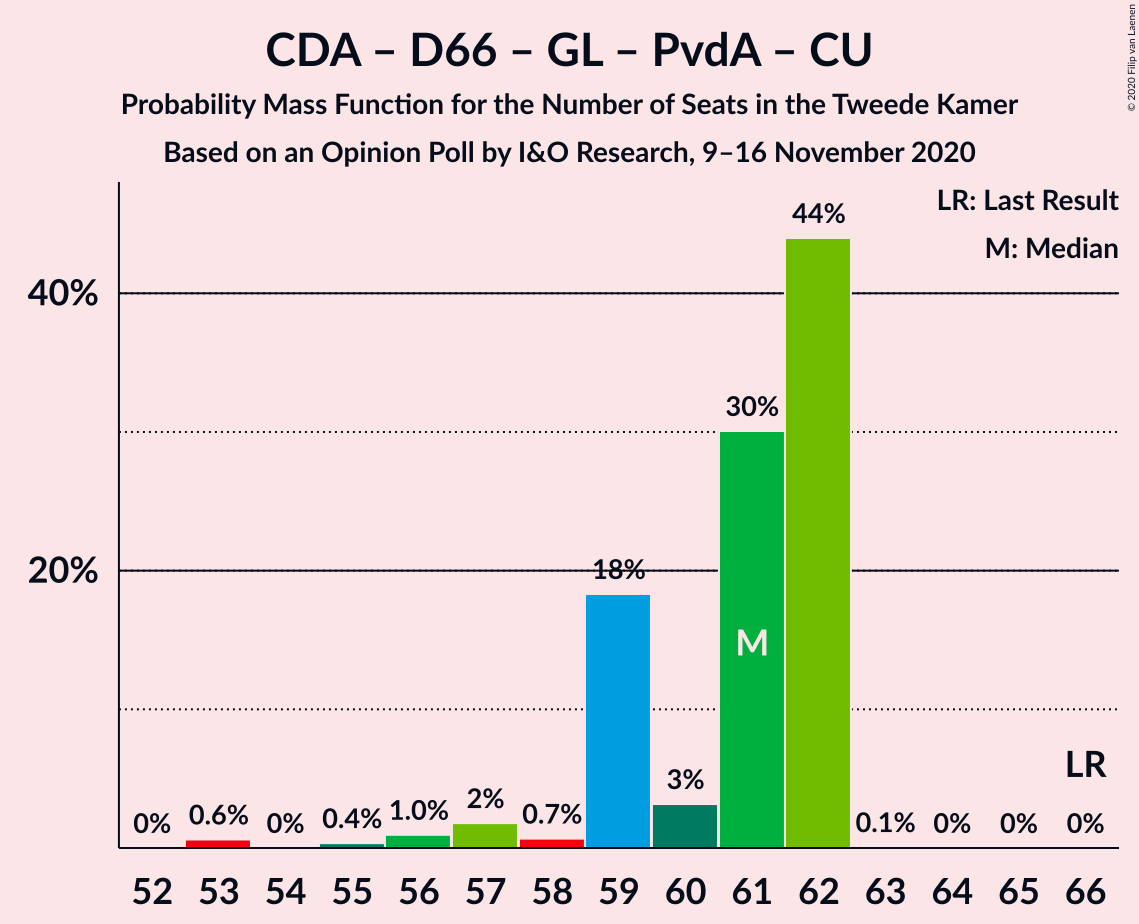 CDA – D66 – GL – PvdA – CU
Probability Mass Function for the Number of Seats in the Tweede Kamer
Based on an Opinion Poll by I&O Research, 9–16 November 2020
© 2020 Filip van Laenen
LR: Last Result
M: Median
44%
40%
30%
20%
18%
M
LR
0%
0.6%
0%
0.4%
1.0%
2%
0.7%
3%
0.1%
0%
0%
0%
52 53 54 55 56 57 58 59 60 61 62 63 64 65 66